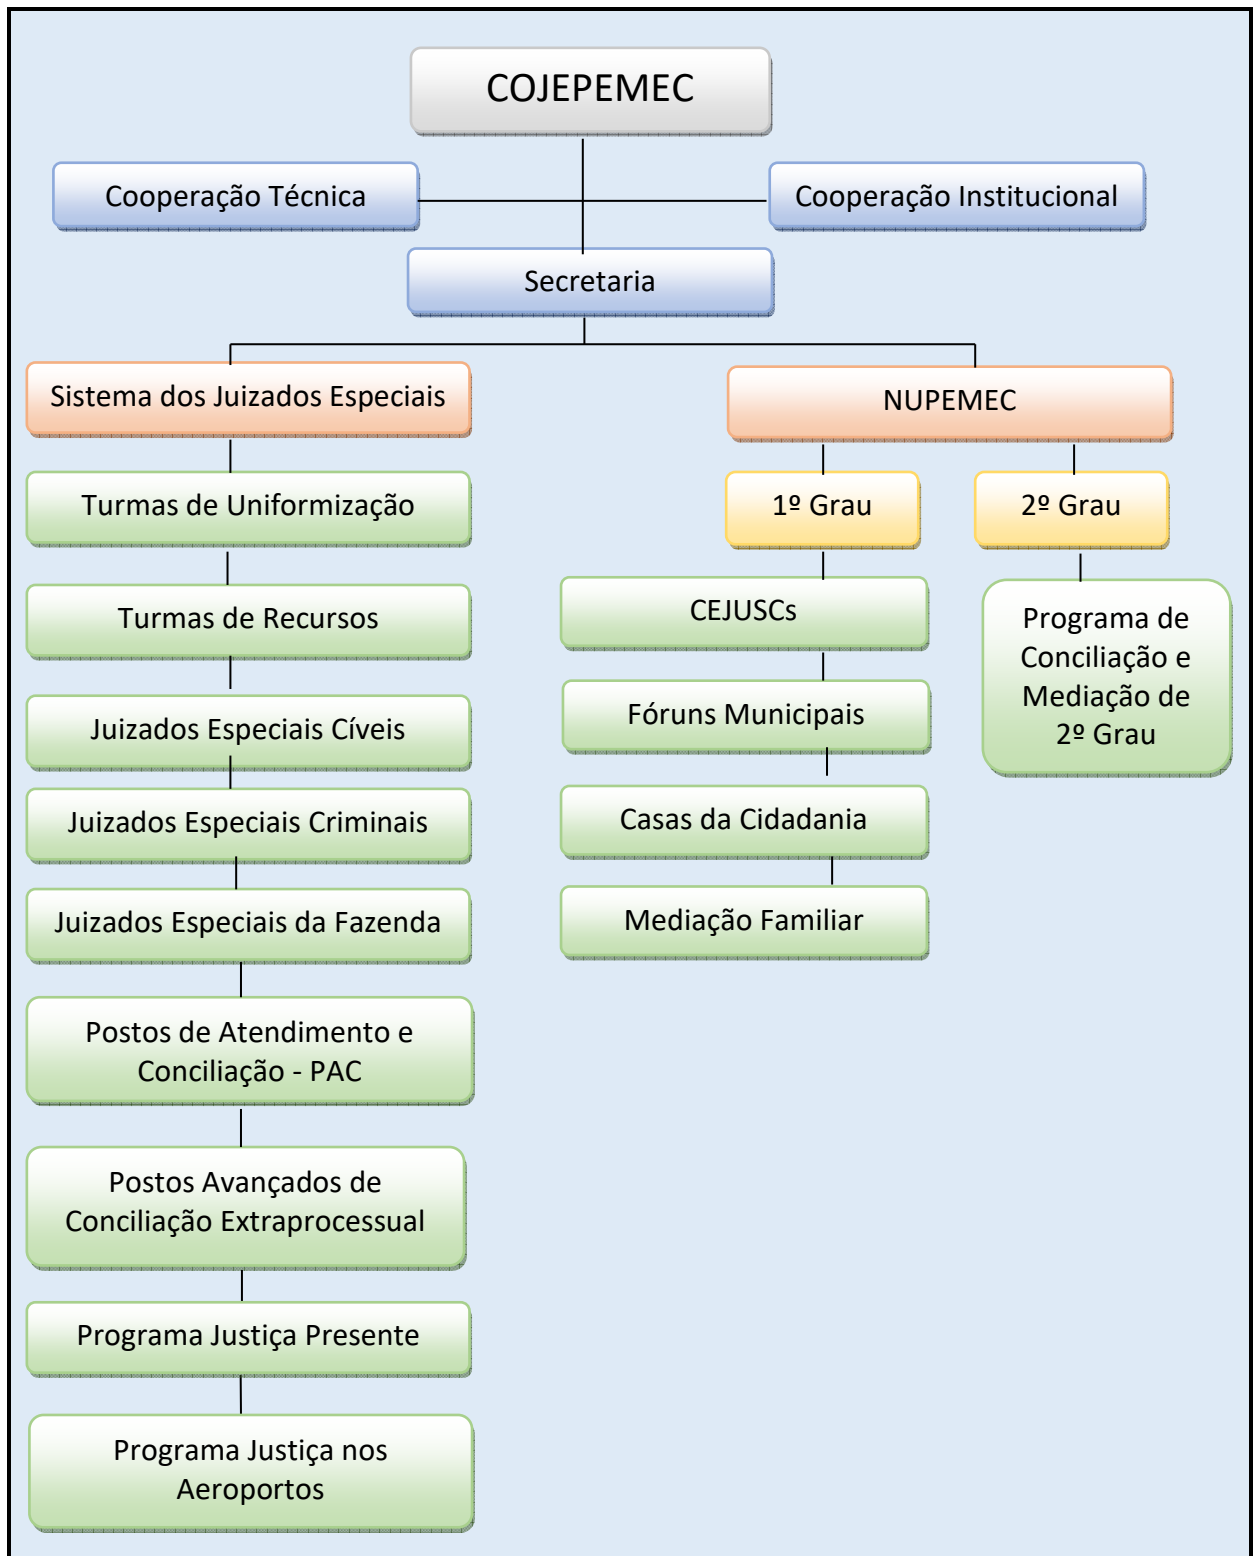 COJEPEMEC
Cooperação Técnica
Cooperação Institucional
Secretaria
Sistema dos Juizados Especiais
NUPEMEC
Turmas de Uniformização
1º Grau
2º Grau
Turmas de Recursos
CEJUSCs
Programa de
Conciliação e
Mediação de
2º Grau
Juizados Especiais Cíveis
Fóruns Municipais
Juizados Especiais Criminais
Casas da Cidadania
Juizados Especiais da Fazenda
Mediação Familiar
Postos de Atendimento e
Conciliação - PAC
Postos Avançados de
Conciliação Extraprocessual
Programa Justiça Presente
Programa Justiça nos
Aeroportos